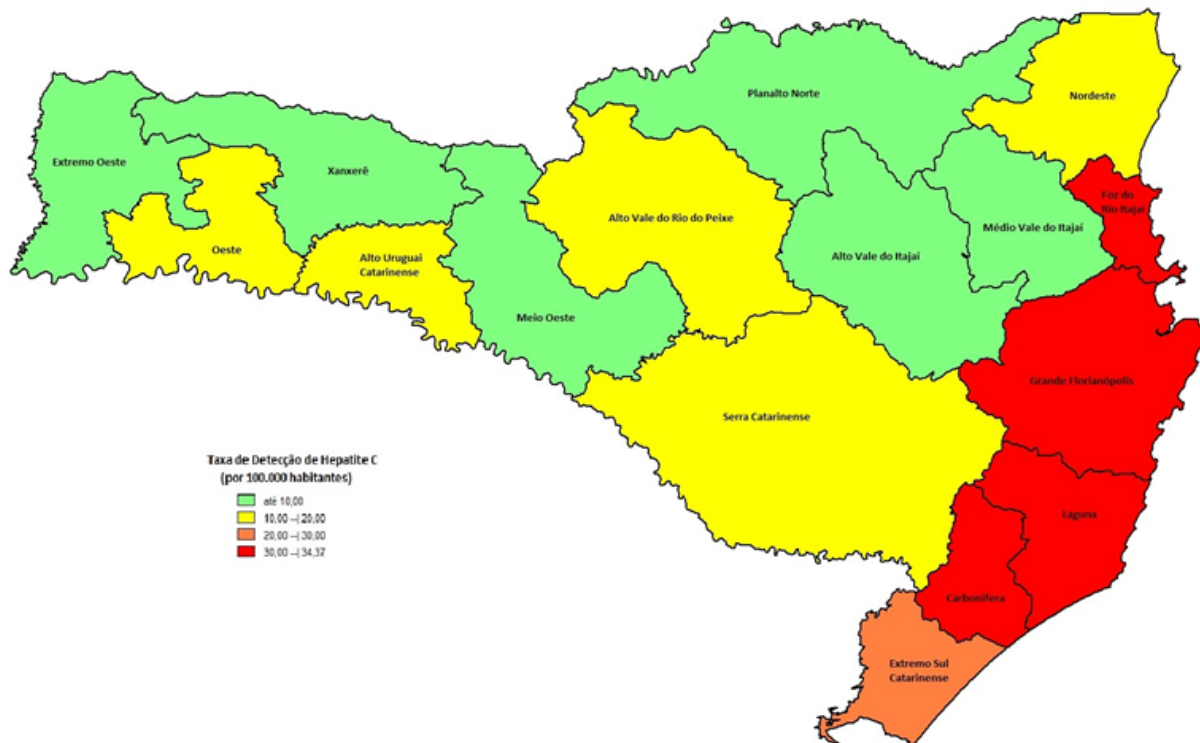 Planalto Norte
Nordeste
Extremo Oeste
Xanxerê
Foz do
Rio Itajaí
Alto Vale do Rio do Peixe
Médio Vale do Itajaí
Oeste
Alto Uruguai
Catarinense
Alto Vale do Itajaí
Meio Oeste
Grande Florianópolis
Serra Catarinense
Taxa de Detecção de Hepatite C
(por 100.000 habitantes)
até 10,00
10,00 --| 20,00
20,00 --| 30,00
30,00 --| 34,37
Laguna
Carbonífera
Extremo Sul
Catarinense